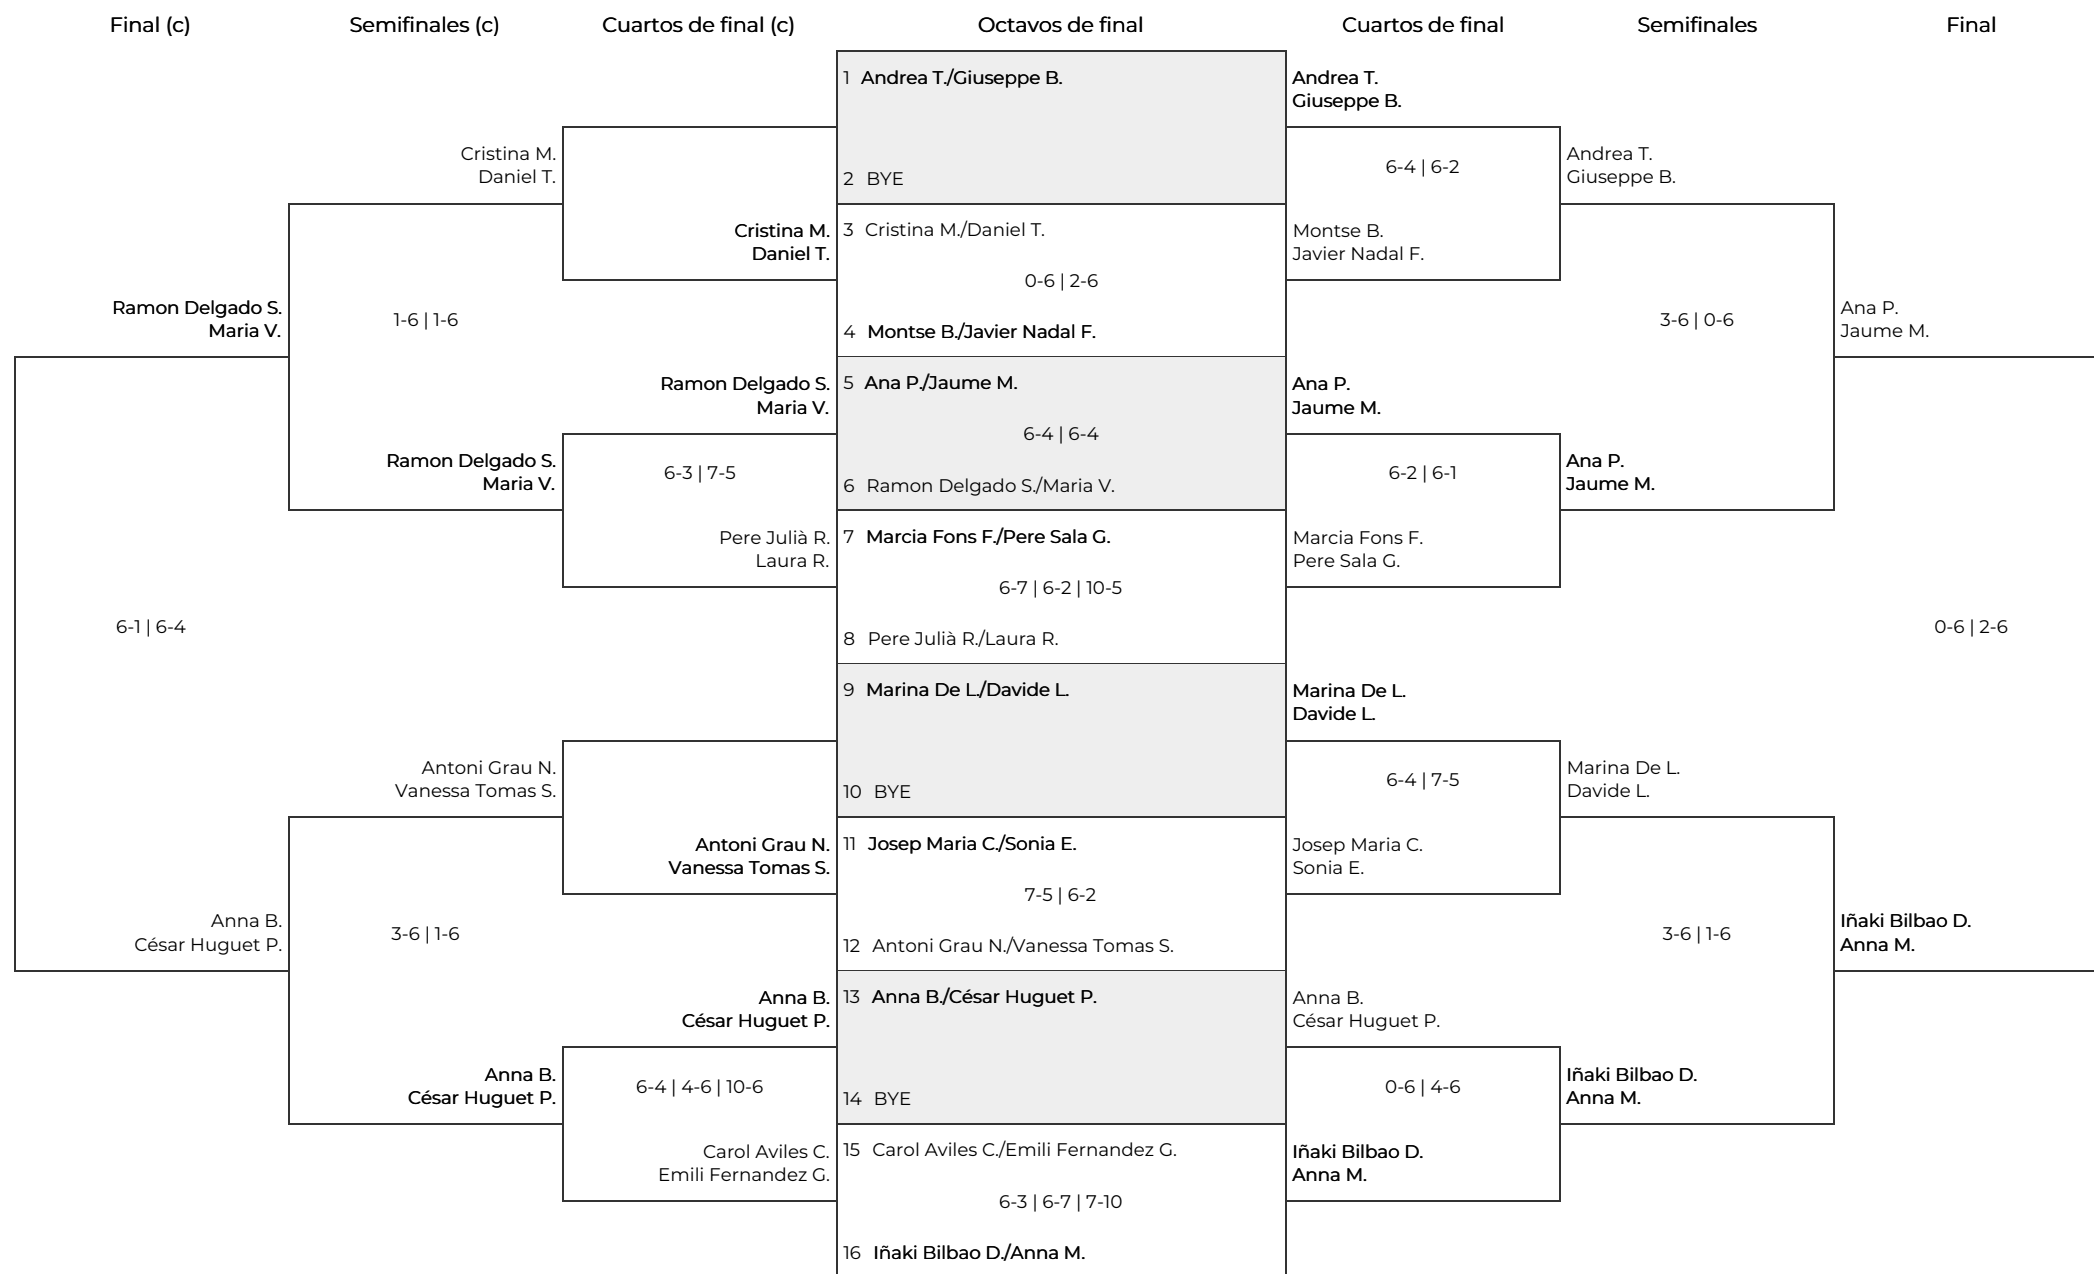 Final (c)
Semifinales (c)
Cuartos de final (c)
Octavos de final
Cuartos de final
Semifinales
Final
Ramon Delgado S.
Maria V.
6-1 | 6-4
Anna B.
César Huguet P.
Cristina M.
Daniel T.
1-6 | 1-6
Ramon Delgado S.
Maria V.
Antoni Grau N.
Vanessa Tomas S.
3-6 | 1-6
Anna B.
César Huguet P.
Cristina M.
Daniel T.
Ramon Delgado S.
Maria V.
6-3 | 7-5
Pere Julià R.
Laura R.
Antoni Grau N.
Vanessa Tomas S.
Anna B.
César Huguet P.
6-4 | 4-6 | 10-6
Carol Aviles C.
Emili Fernandez G.
1 Andrea T./Giuseppe B.
2 BYE
3 Cristina M./Daniel T.
0-6 | 2-6
4 Montse B./Javier Nadal F.
5 Ana P./Jaume M.
6-4 | 6-4
6 Ramon Delgado S./Maria V.
7 Marcia Fons F./Pere Sala G.
6-7 | 6-2 | 10-5
8 Pere Julià R./Laura R.
9 Marina De L./Davide L.
10 BYE
11 Josep Maria C./Sonia E.
7-5 | 6-2
12 Antoni Grau N./Vanessa Tomas S.
13 Anna B./César Huguet P.
14 BYE
15 Carol Aviles C./Emili Fernandez G.
6-3 | 6-7 | 7-10
16 Iñaki Bilbao D./Anna M.
Andrea T.
Giuseppe B.
6-4 | 6-2
Montse B.
Javier Nadal F.
Ana P.
Jaume M.
6-2 | 6-1
Marcia Fons F.
Pere Sala G.
Marina De L.
Davide L.
6-4 | 7-5
Josep Maria C.
Sonia E.
Anna B.
César Huguet P.
0-6 | 4-6
Iñaki Bilbao D.
Anna M.
Andrea T.
Giuseppe B.
3-6 | 0-6
Ana P.
Jaume M.
Marina De L.
Davide L.
3-6 | 1-6
Iñaki Bilbao D.
Anna M.
Ana P.
Jaume M.
0-6 | 2-6
Iñaki Bilbao D.
Anna M.